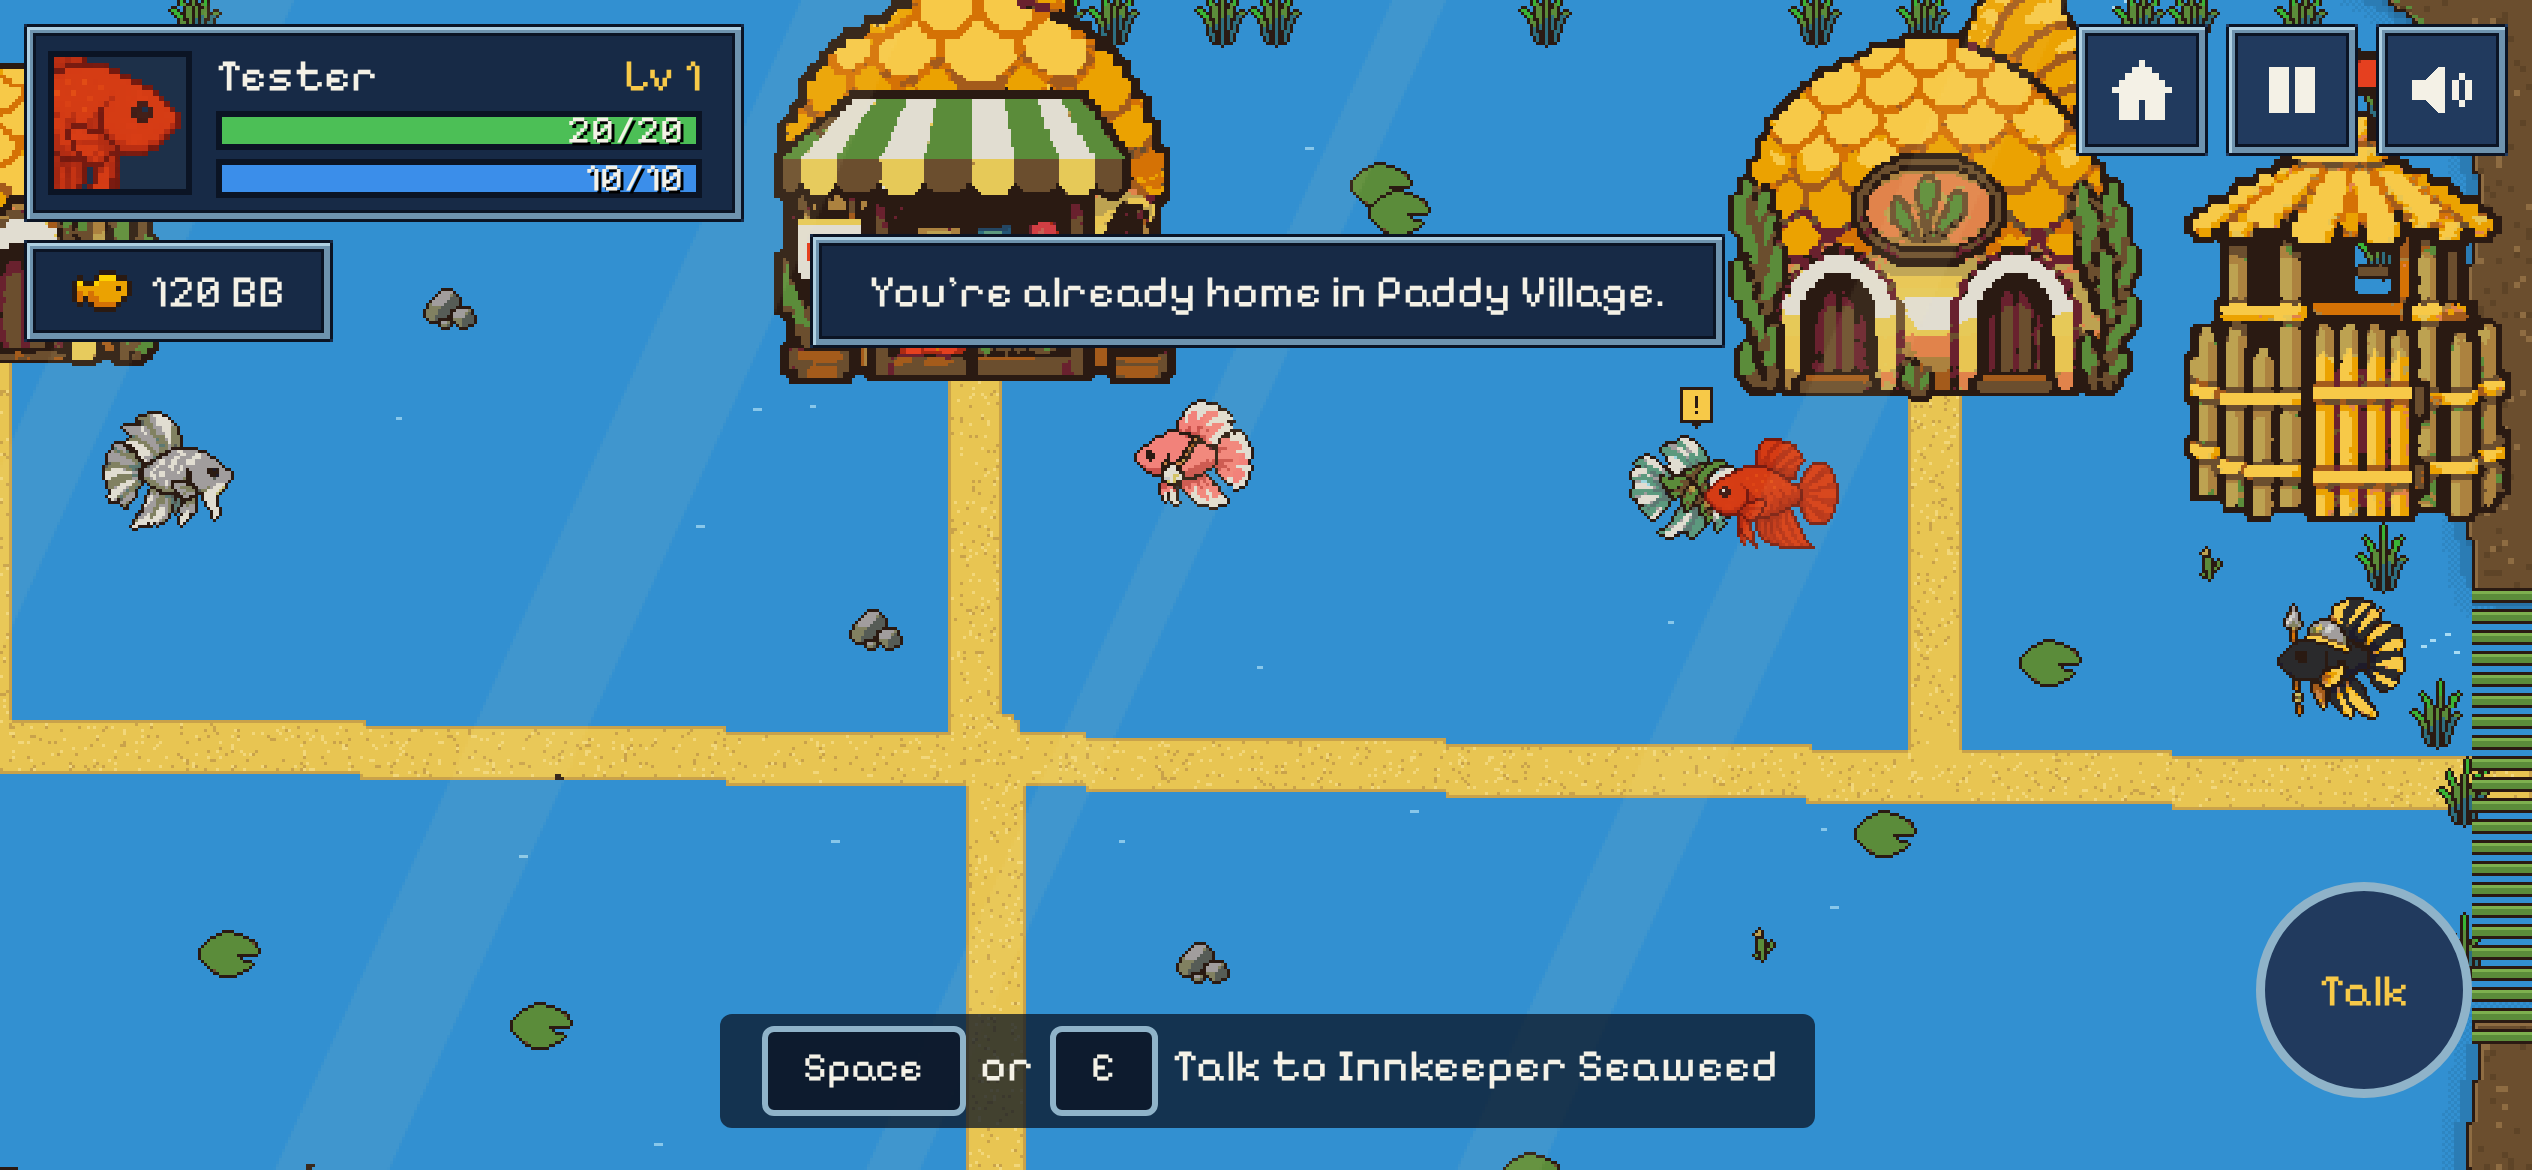 Tester Lv 1
20/20
10/10
120 BB
You're already home in Paddy Village.
!
Space or E Talk to Innkeeper Seaweed
Talk